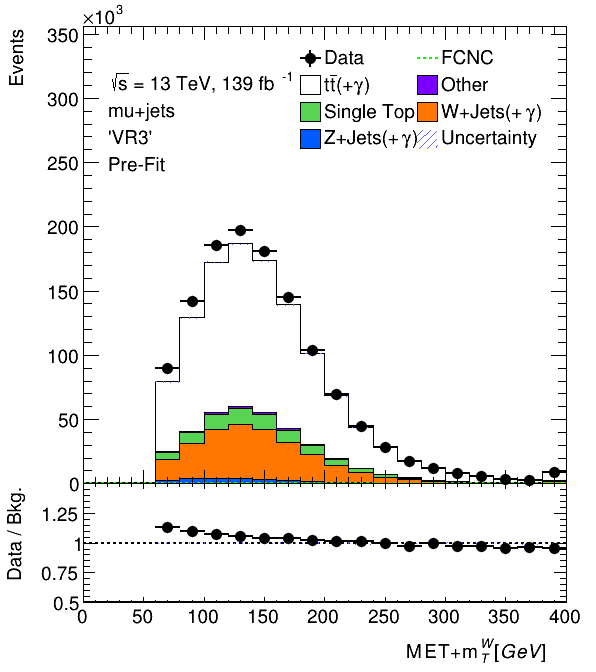 ×10³
Events
350
300
250
200
150
100
50
0
√s = 13 TeV, 139 fb⁻¹
mu+jets
'VR3'
Pre-Fit
Data
FCNC
tt̄(+γ)
Other
Single Top
W+Jets(+γ)
Z+Jets(+γ)
Uncertainty
Data / Bkg.
1.25
1
0.75
0.5
0 50 100 150 200 250 300 350 400
MET+m_T^W[GeV]